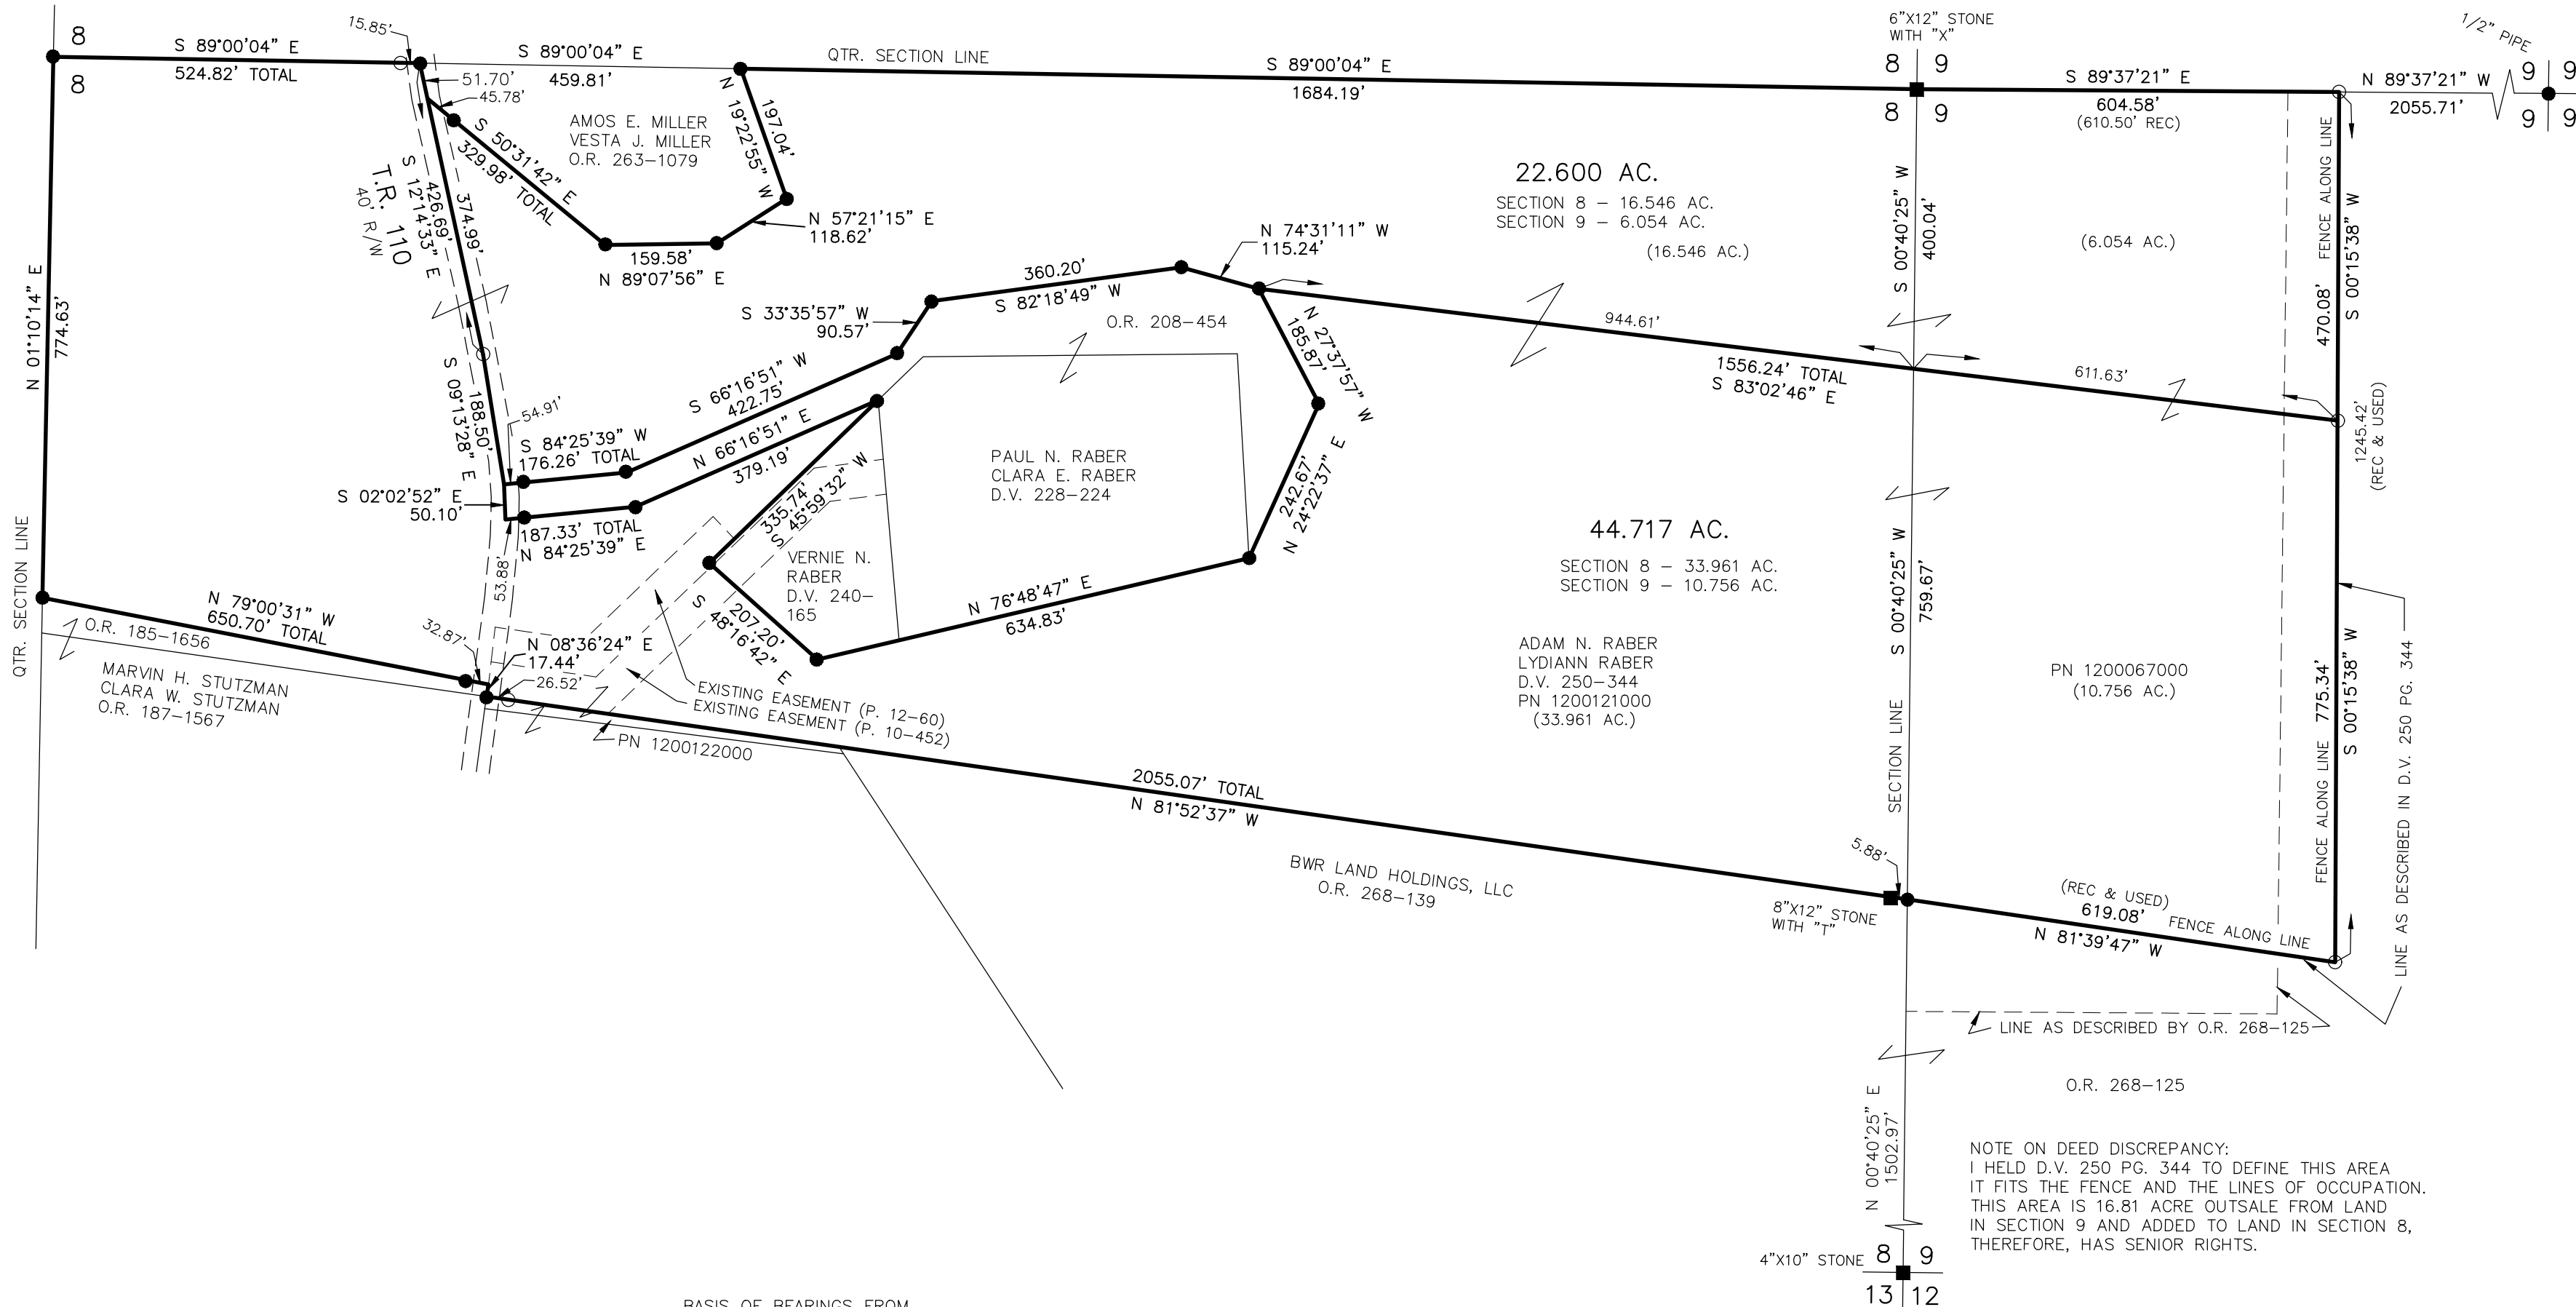 8
8
S 89°00'04" E
524.82' TOTAL
15.85'
S 89°00'04" E
459.81'
QTR. SECTION LINE
S 89°00'04" E
1684.19'
6"X12" STONE
WITH "X"
8 9
8 9
S 89°37'21" E
604.58'
(610.50' REC)
1/2" PIPE
N 89°37'21" W
2055.71'
9 9
9 9
51.70'
45.78'
AMOS E. MILLER
VESTA J. MILLER
O.R. 263-1079
197.04'
N 19°22'55" W
S 50°31'42" E
329.98' TOTAL
N 57°21'15" E
118.62'
159.58'
N 89°07'56" E
T.R. 110
40' R/W
S 12°14'33" E
426.69'
374.99'
22.600 AC.
SECTION 8 - 16.546 AC.
SECTION 9 - 6.054 AC.
(16.546 AC.)
(6.054 AC.)
S 00°40'25" W
400.04'
FENCE ALONG LINE
470.08'
S 00°15'38" W
N 01°10'14" E
774.63'
N 74°31'11" W
115.24'
360.20'
S 82°18'49" W
S 33°35'57" W
90.57'
O.R. 208-454
N 27°37'57" W
185.87'
944.61'
1556.24' TOTAL
S 83°02'46" E
611.63'
1245.42'
(REC & USED)
188.50'
S 09°13'28" E
54.91'
S 84°25'39" W
176.26' TOTAL
S 66°16'51" W
422.75'
N 66°16'51" E
379.19'
S 02°02'52" E
50.10'
187.33' TOTAL
N 84°25'39" E
335.74'
S 45°59'32" W
PAUL N. RABER
CLARA E. RABER
D.V. 228-224
242.67'
N 24°22'37" E
44.717 AC.
SECTION 8 - 33.961 AC.
SECTION 9 - 10.756 AC.
S 00°40'25" W
759.67'
VERNIE N.
RABER
D.V. 240-
165
53.88'
207.20'
S 48°16'42" E
N 76°48'47" E
634.83'
QTR. SECTION LINE
N 79°00'31" W
650.70' TOTAL
O.R. 185-1656
32.87'
N 08°36'24" E
17.44'
26.52'
MARVIN H. STUTZMAN
CLARA W. STUTZMAN
O.R. 187-1567
EXISTING EASEMENT (P. 12-60)
EXISTING EASEMENT (P. 10-452)
PN 1200122000
ADAM N. RABER
LYDIANN RABER
D.V. 250-344
PN 1200121000
(33.961 AC.)
PN 1200067000
(10.756 AC.)
SECTION LINE
775.34'
FENCE ALONG LINE
S 00°15'38" W
LINE AS DESCRIBED IN D.V. 250 PG. 344
2055.07' TOTAL
N 81°52'37" W
BWR LAND HOLDINGS, LLC
O.R. 268-139
5.88'
8"X12" STONE
WITH "T"
(REC & USED)
619.08'
FENCE ALONG LINE
N 81°39'47" W
LINE AS DESCRIBED BY O.R. 268-125
O.R. 268-125
N 00°40'25" E
1502.97'
NOTE ON DEED DISCREPANCY:
I HELD D.V. 250 PG. 344 TO DEFINE THIS AREA
IT FITS THE FENCE AND THE LINES OF OCCUPATION.
THIS AREA IS 16.81 ACRE OUTSALE FROM LAND
IN SECTION 9 AND ADDED TO LAND IN SECTION 8,
THEREFORE, HAS SENIOR RIGHTS.
4"X10" STONE
8 9
13 12
BASIS OF BEARINGS FROM